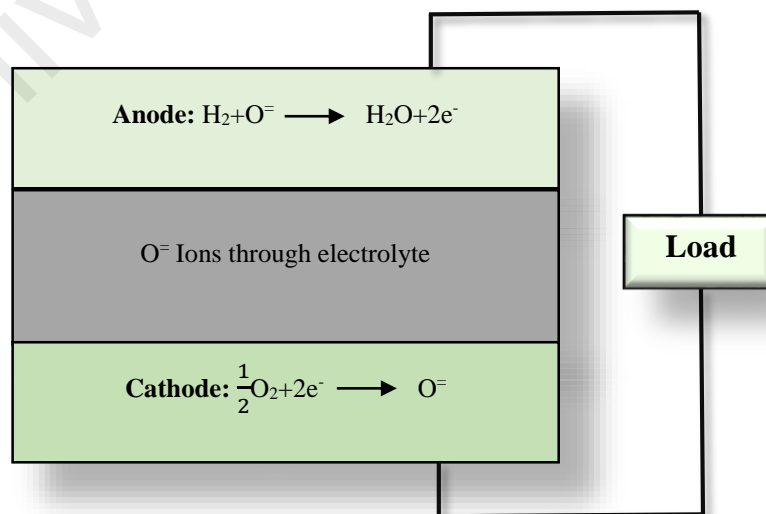 Anode: H₂+O⁼ ⟶ H₂O+2e⁻
O⁼ Ions through electrolyte
Load
Cathode: ½O₂+2e⁻ ⟶ O⁼